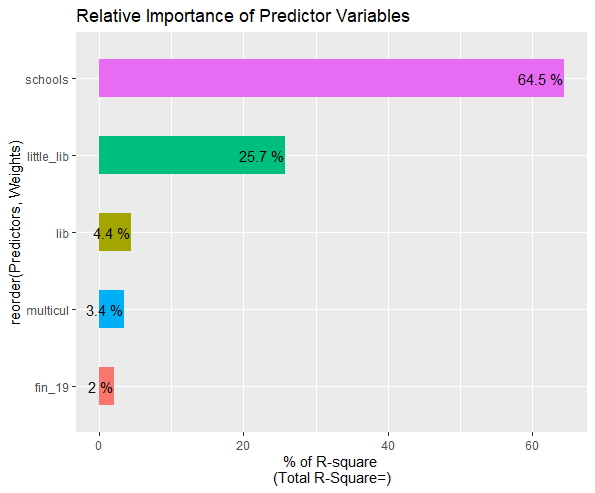 Relative Importance of Predictor Variables
reorder(Predictors, Weights)
schools
64.5 %
little_lib
25.7 %
lib
4.4 %
multicul
3.4 %
fin_19
2 %
0
20
40
60
% of R-square
(Total R-Square=)